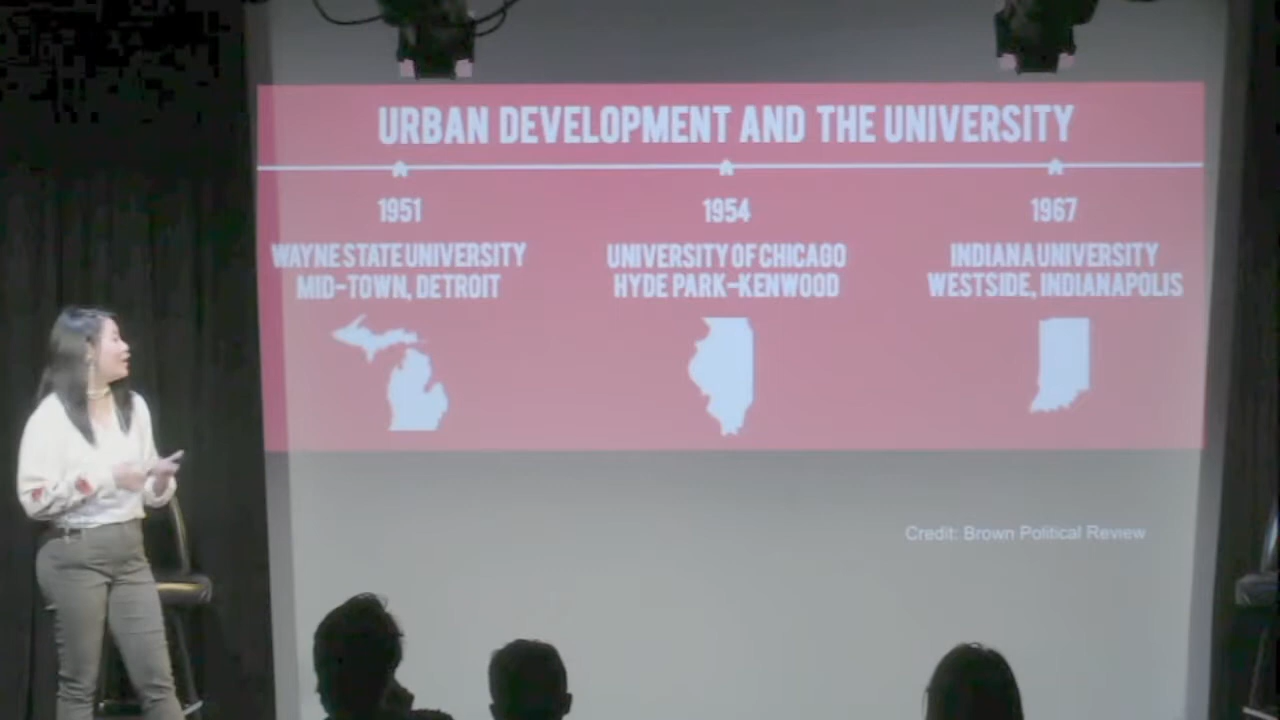 URBAN DEVELOPMENT AND THE UNIVERSITY
1951
WAYNE STATE UNIVERSITY
MID-TOWN, DETROIT
1954
UNIVERSITY OF CHICAGO
HYDE PARK-KENWOOD
1967
INDIANA UNIVERSITY
WESTSIDE, INDIANAPOLIS
Credit: Brown Political Review